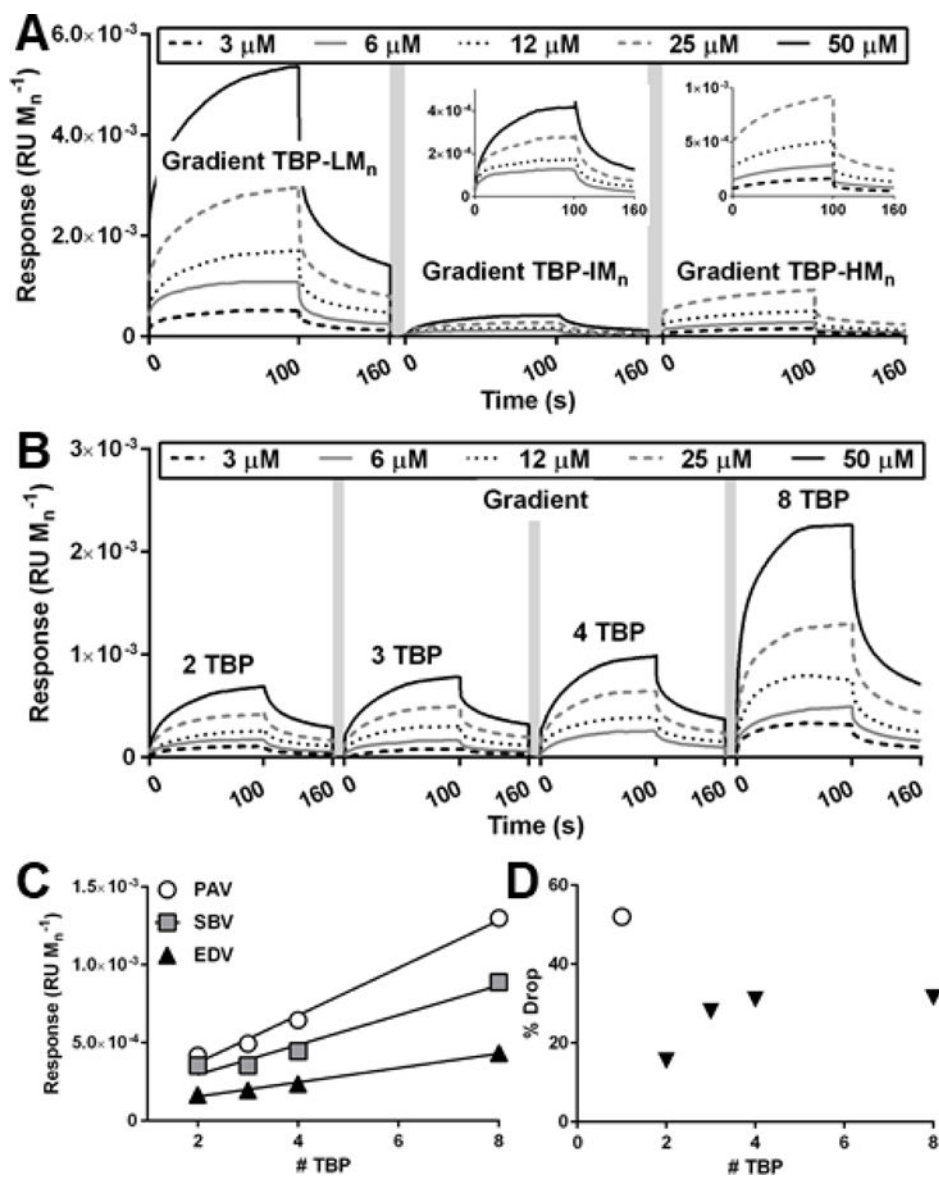 A
6.0×10⁻³
3 μM 6 μM 12 μM 25 μM 50 μM
4.0×10⁻³
2.0×10⁻³
0
Response (RU Mₙ⁻¹)
Gradient TBP-LMₙ
4×10⁻⁴
2×10⁻⁴
0
0 100 160
Gradient TBP-IMₙ
1×10⁻³
5×10⁻⁴
0
0 100 160
Gradient TBP-HMₙ
0 100 160 0 100 160 0 100 160
Time (s)
B
3×10⁻³
3 μM 6 μM 12 μM 25 μM 50 μM
2×10⁻³
1×10⁻³
0
Response (RU Mₙ⁻¹)
Gradient
2 TBP 3 TBP 4 TBP 8 TBP
0 100 160 0 100 160 0 100 160 0 100 160
Time (s)
C
1.5×10⁻³
1.0×10⁻³
5.0×10⁻⁴
0
Response (RU Mₙ⁻¹)
PAV
SBV
EDV
2 4 6 8
# TBP
D
60
40
20
0
% Drop
0 2 4 6 8
# TBP